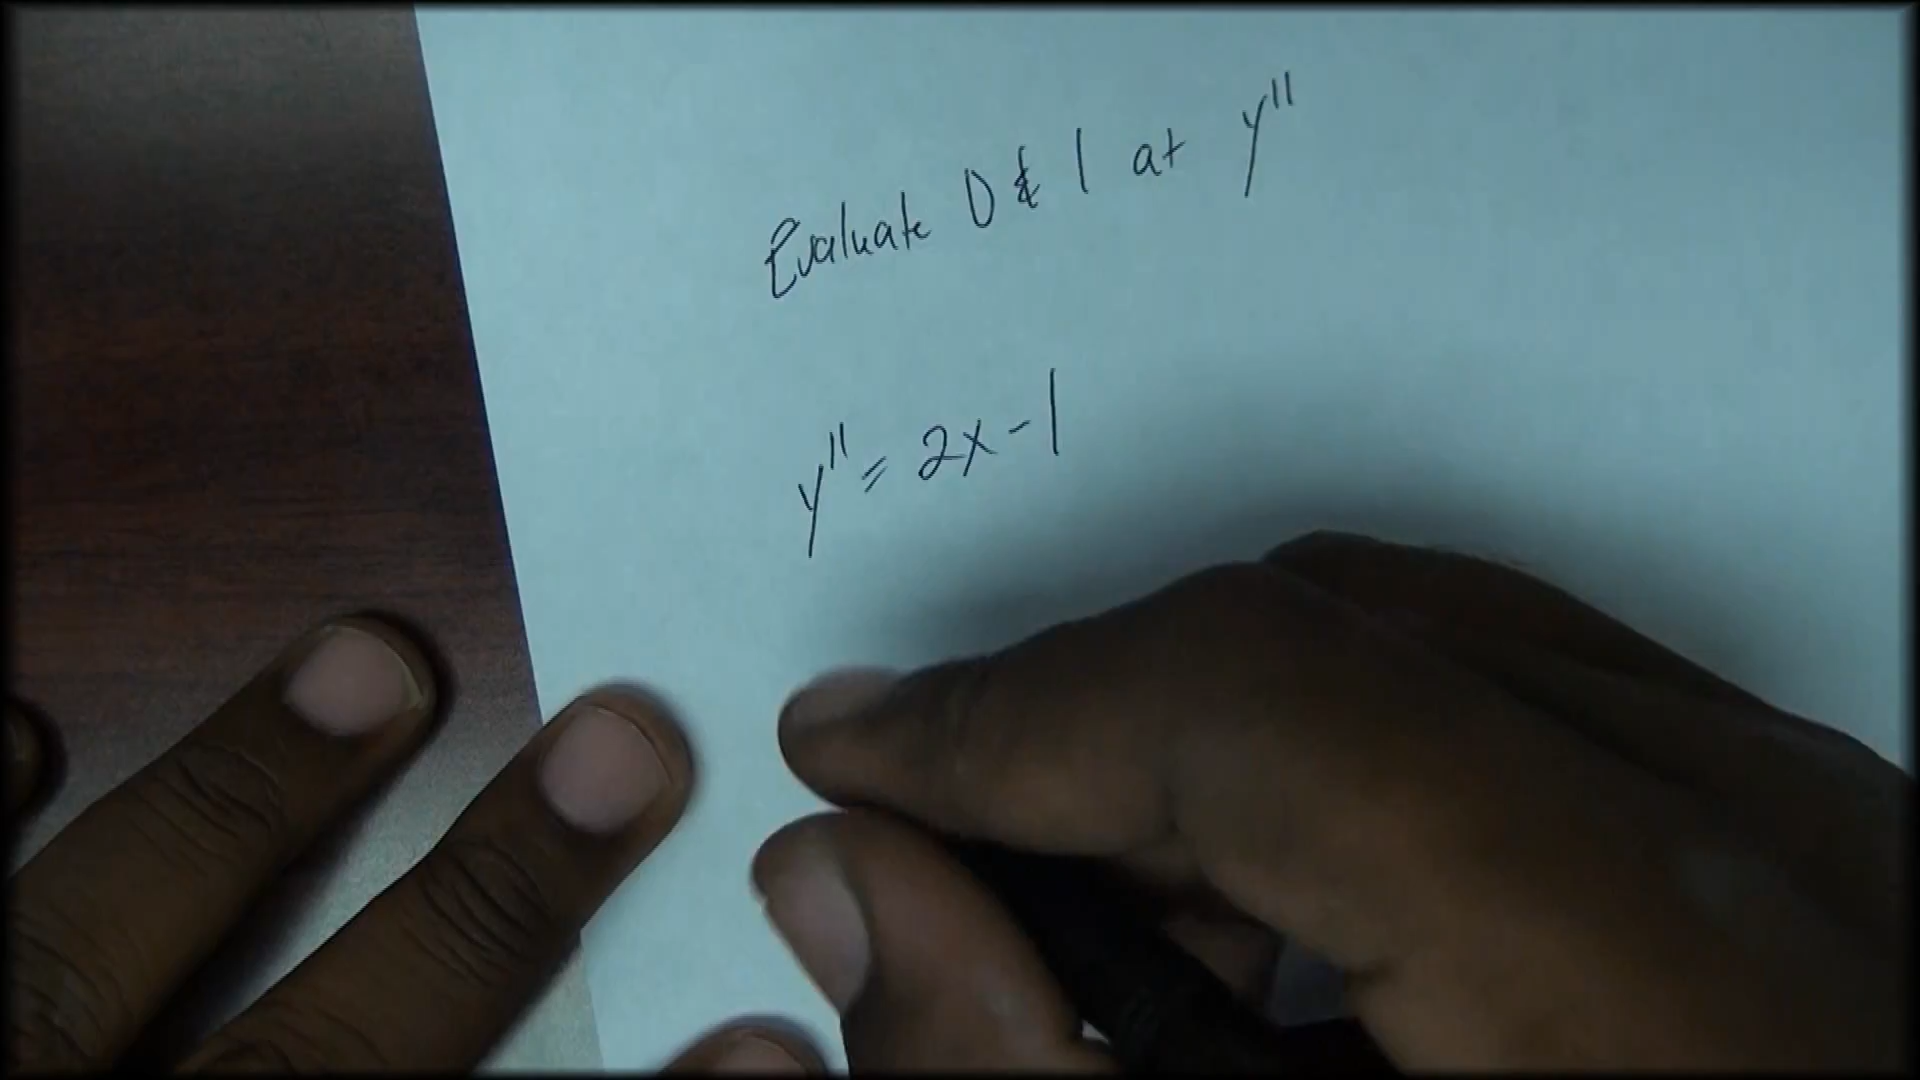 Evaluate 0 & 1 at y"
y" = 2x - 1